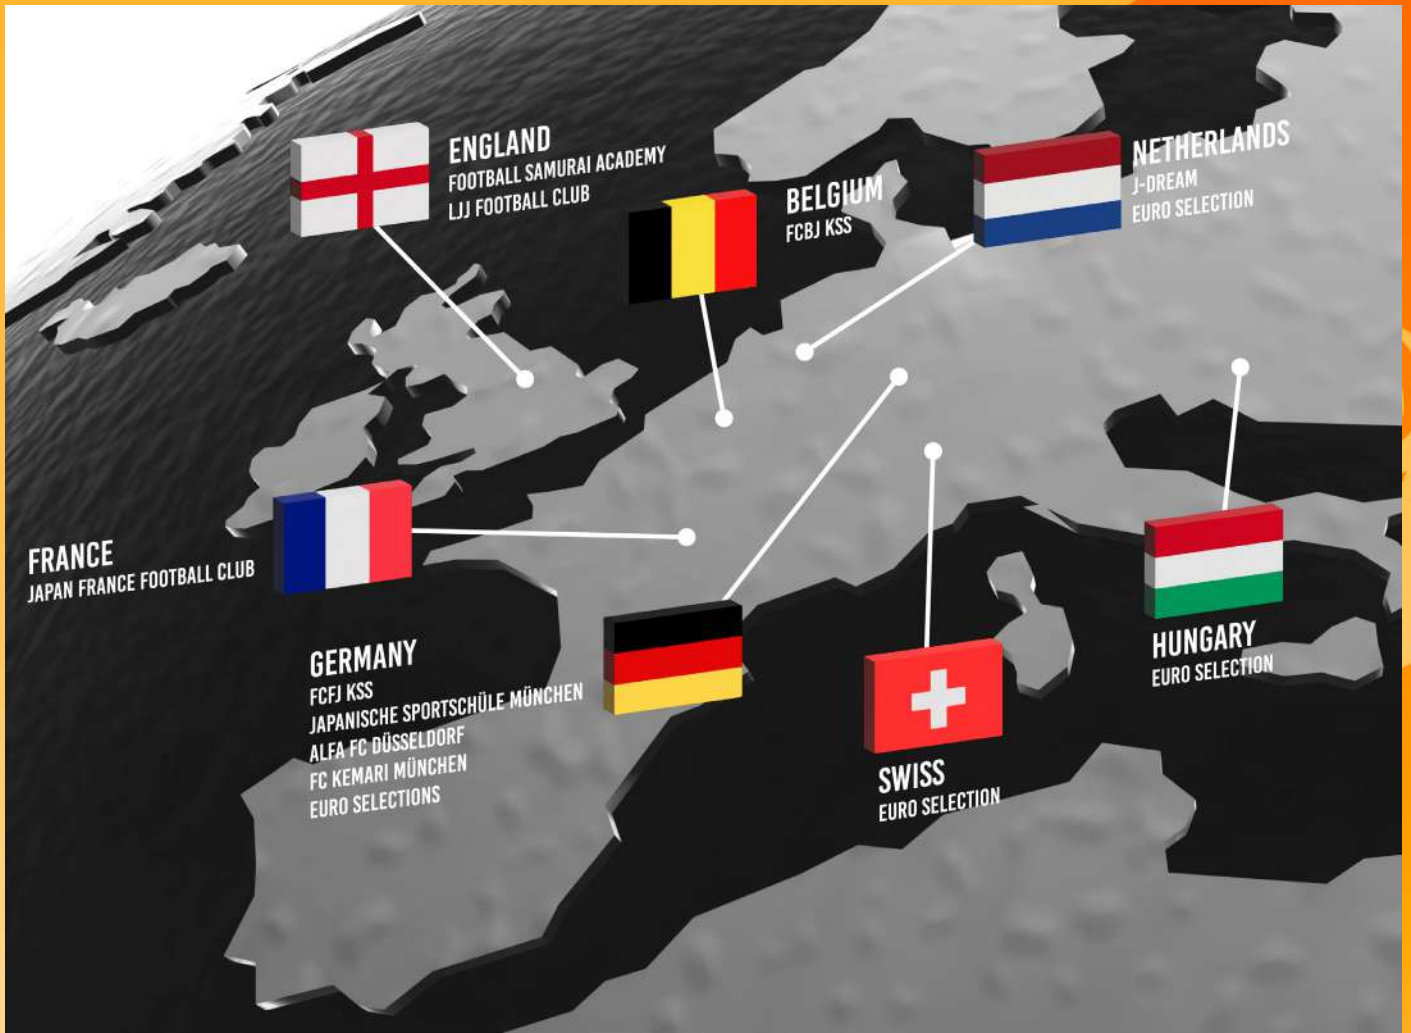 ENGLAND
FOOTBALL SAMURAI ACADEMY
LJJ FOOTBALL CLUB
BELGIUM
FCBJ KSS
NETHERLANDS
J-DREAM
EURO SELECTION
FRANCE
JAPAN FRANCE FOOTBALL CLUB
GERMANY
FCFJ KSS
JAPANISCHE SPORTSCHÜLE MÜNCHEN
ALFA FC DÜSSELDORF
FC KEMARI MÜNCHEN
EURO SELECTIONS
SWISS
EURO SELECTION
HUNGARY
EURO SELECTION